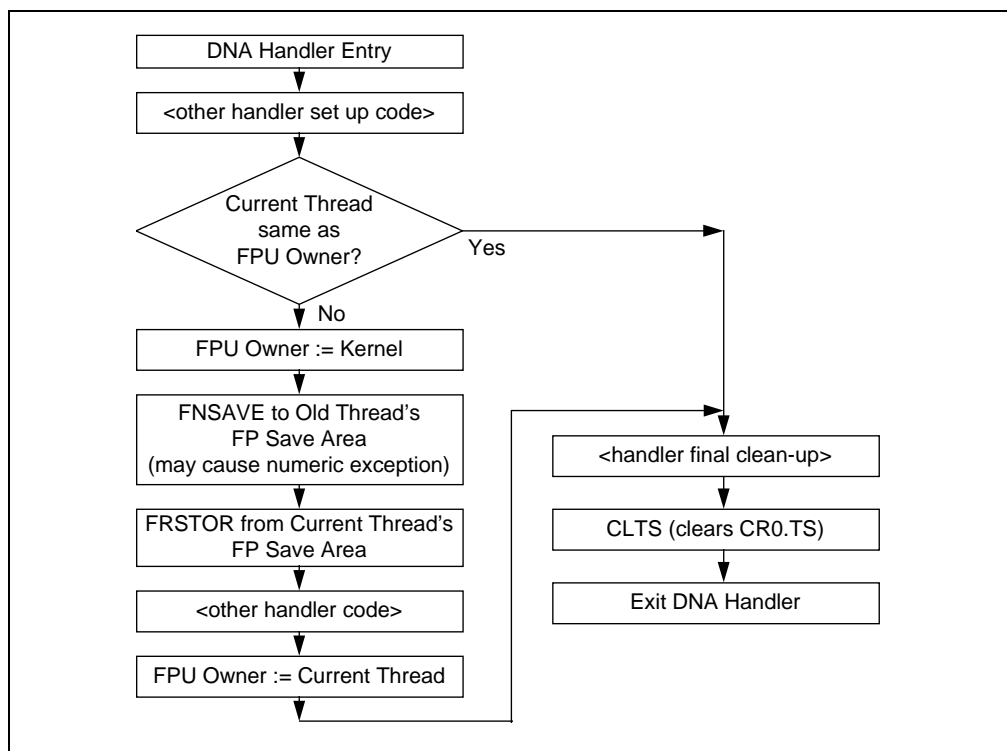 DNA Handler Entry
<other handler set up code>
Current Thread
same as
FPU Owner?
Yes
No
FPU Owner := Kernel
FNSAVE to Old Thread's
FP Save Area
(may cause numeric exception)
FRSTOR from Current Thread's
FP Save Area
<other handler code>
FPU Owner := Current Thread
<handler final clean-up>
CLTS (clears CR0.TS)
Exit DNA Handler